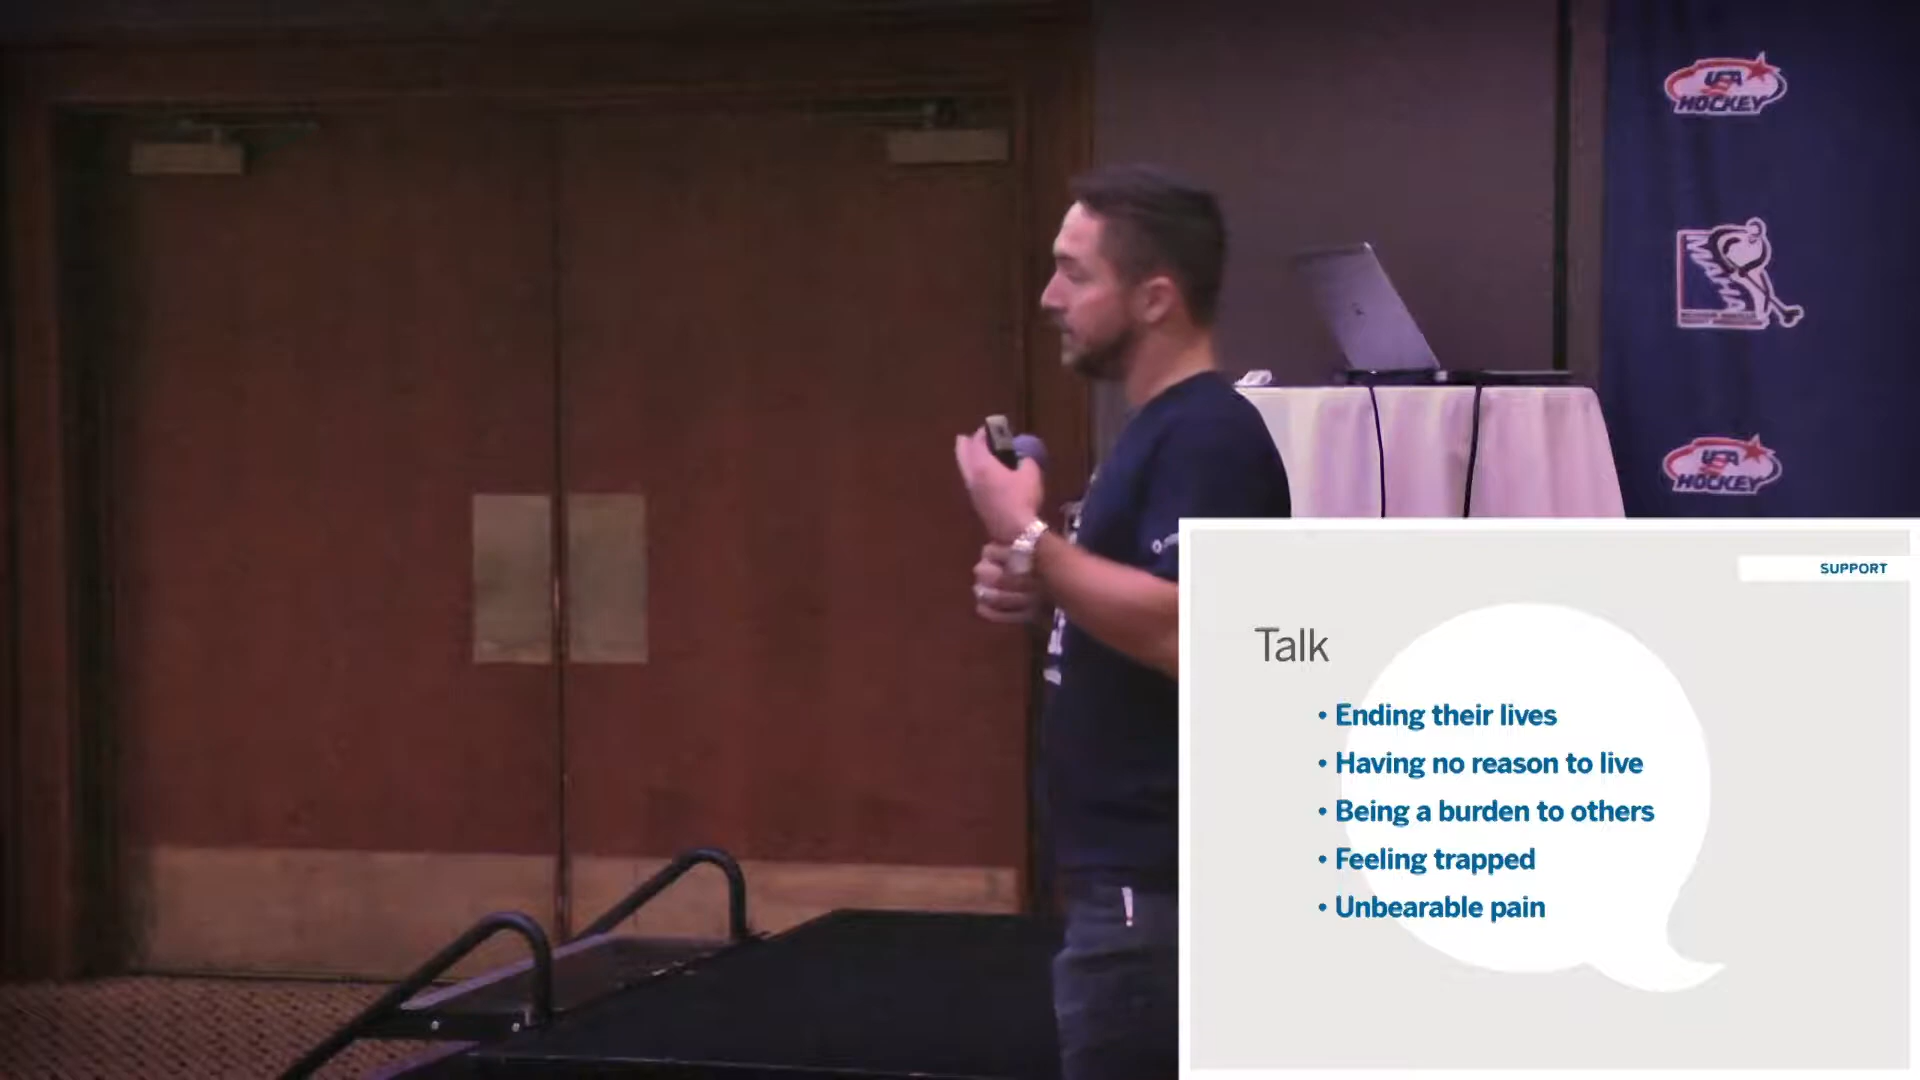 USA
HOCKEY
MAHA
USA
HOCKEY
SUPPORT
Talk
• Ending their lives
• Having no reason to live
• Being a burden to others
• Feeling trapped
• Unbearable pain